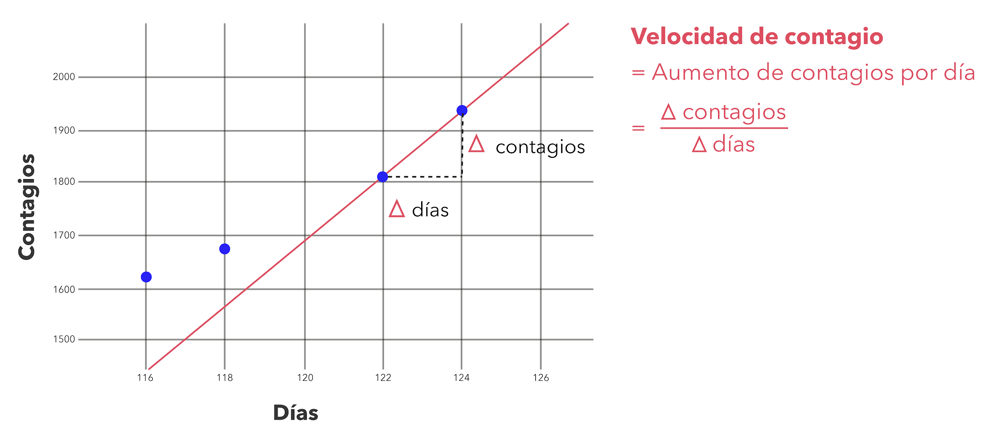 Velocidad de contagio
= Aumento de contagios por día
= Δ contagios
Δ días
Contagios
2000
1900
1800
1700
1600
1500
Δ contagios
Δ días
116 118 120 122 124 126
Días